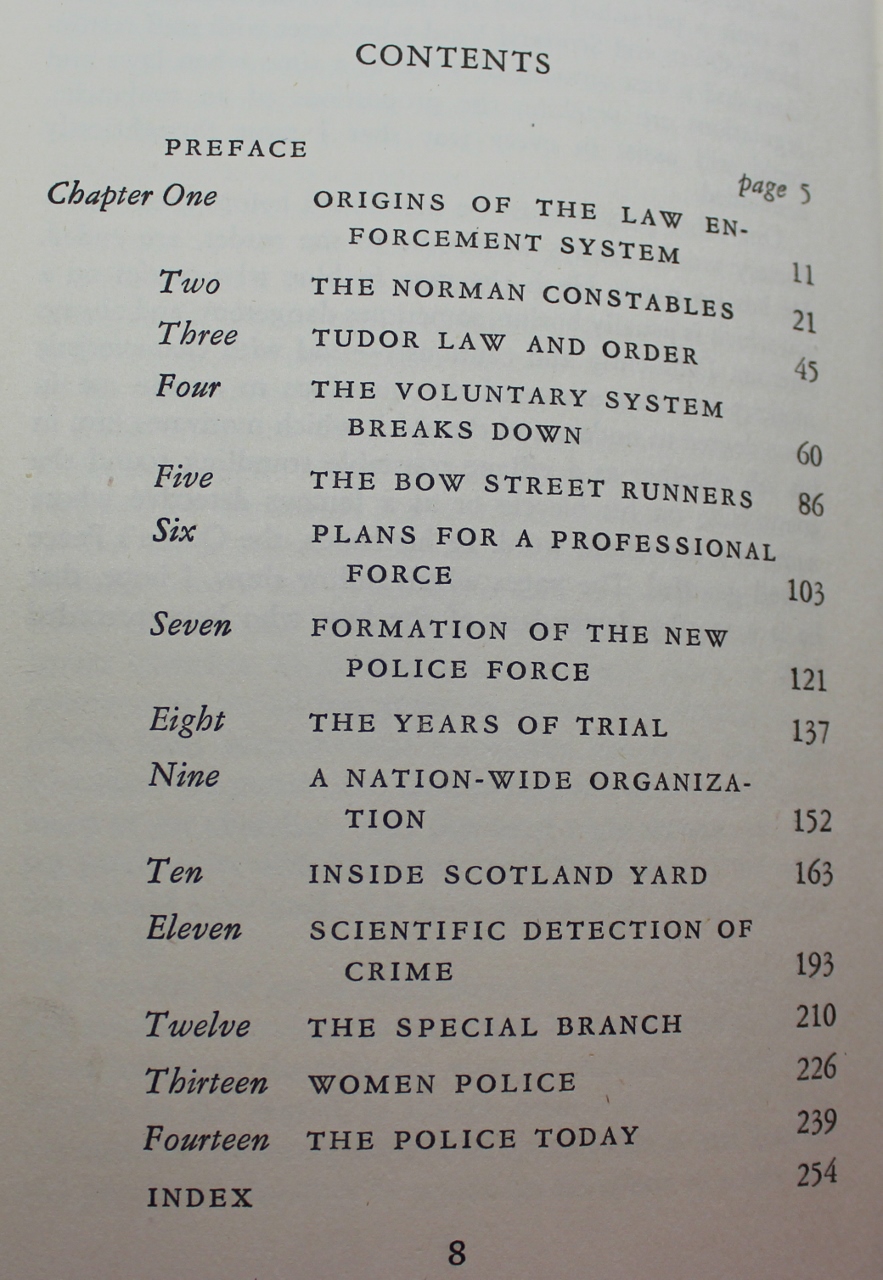 CONTENTS
PREFACE page 5
Chapter One ORIGINS OF THE LAW EN-
FORCEMENT SYSTEM 11
Two THE NORMAN CONSTABLES 21
Three TUDOR LAW AND ORDER 45
Four THE VOLUNTARY SYSTEM
BREAKS DOWN 60
Five THE BOW STREET RUNNERS 86
Six PLANS FOR A PROFESSIONAL
FORCE 103
Seven FORMATION OF THE NEW
POLICE FORCE 121
Eight THE YEARS OF TRIAL 137
Nine A NATION-WIDE ORGANIZA-
TION 152
Ten INSIDE SCOTLAND YARD 163
Eleven SCIENTIFIC DETECTION OF
CRIME 193
Twelve THE SPECIAL BRANCH 210
Thirteen WOMEN POLICE 226
Fourteen THE POLICE TODAY 239
INDEX 254
8